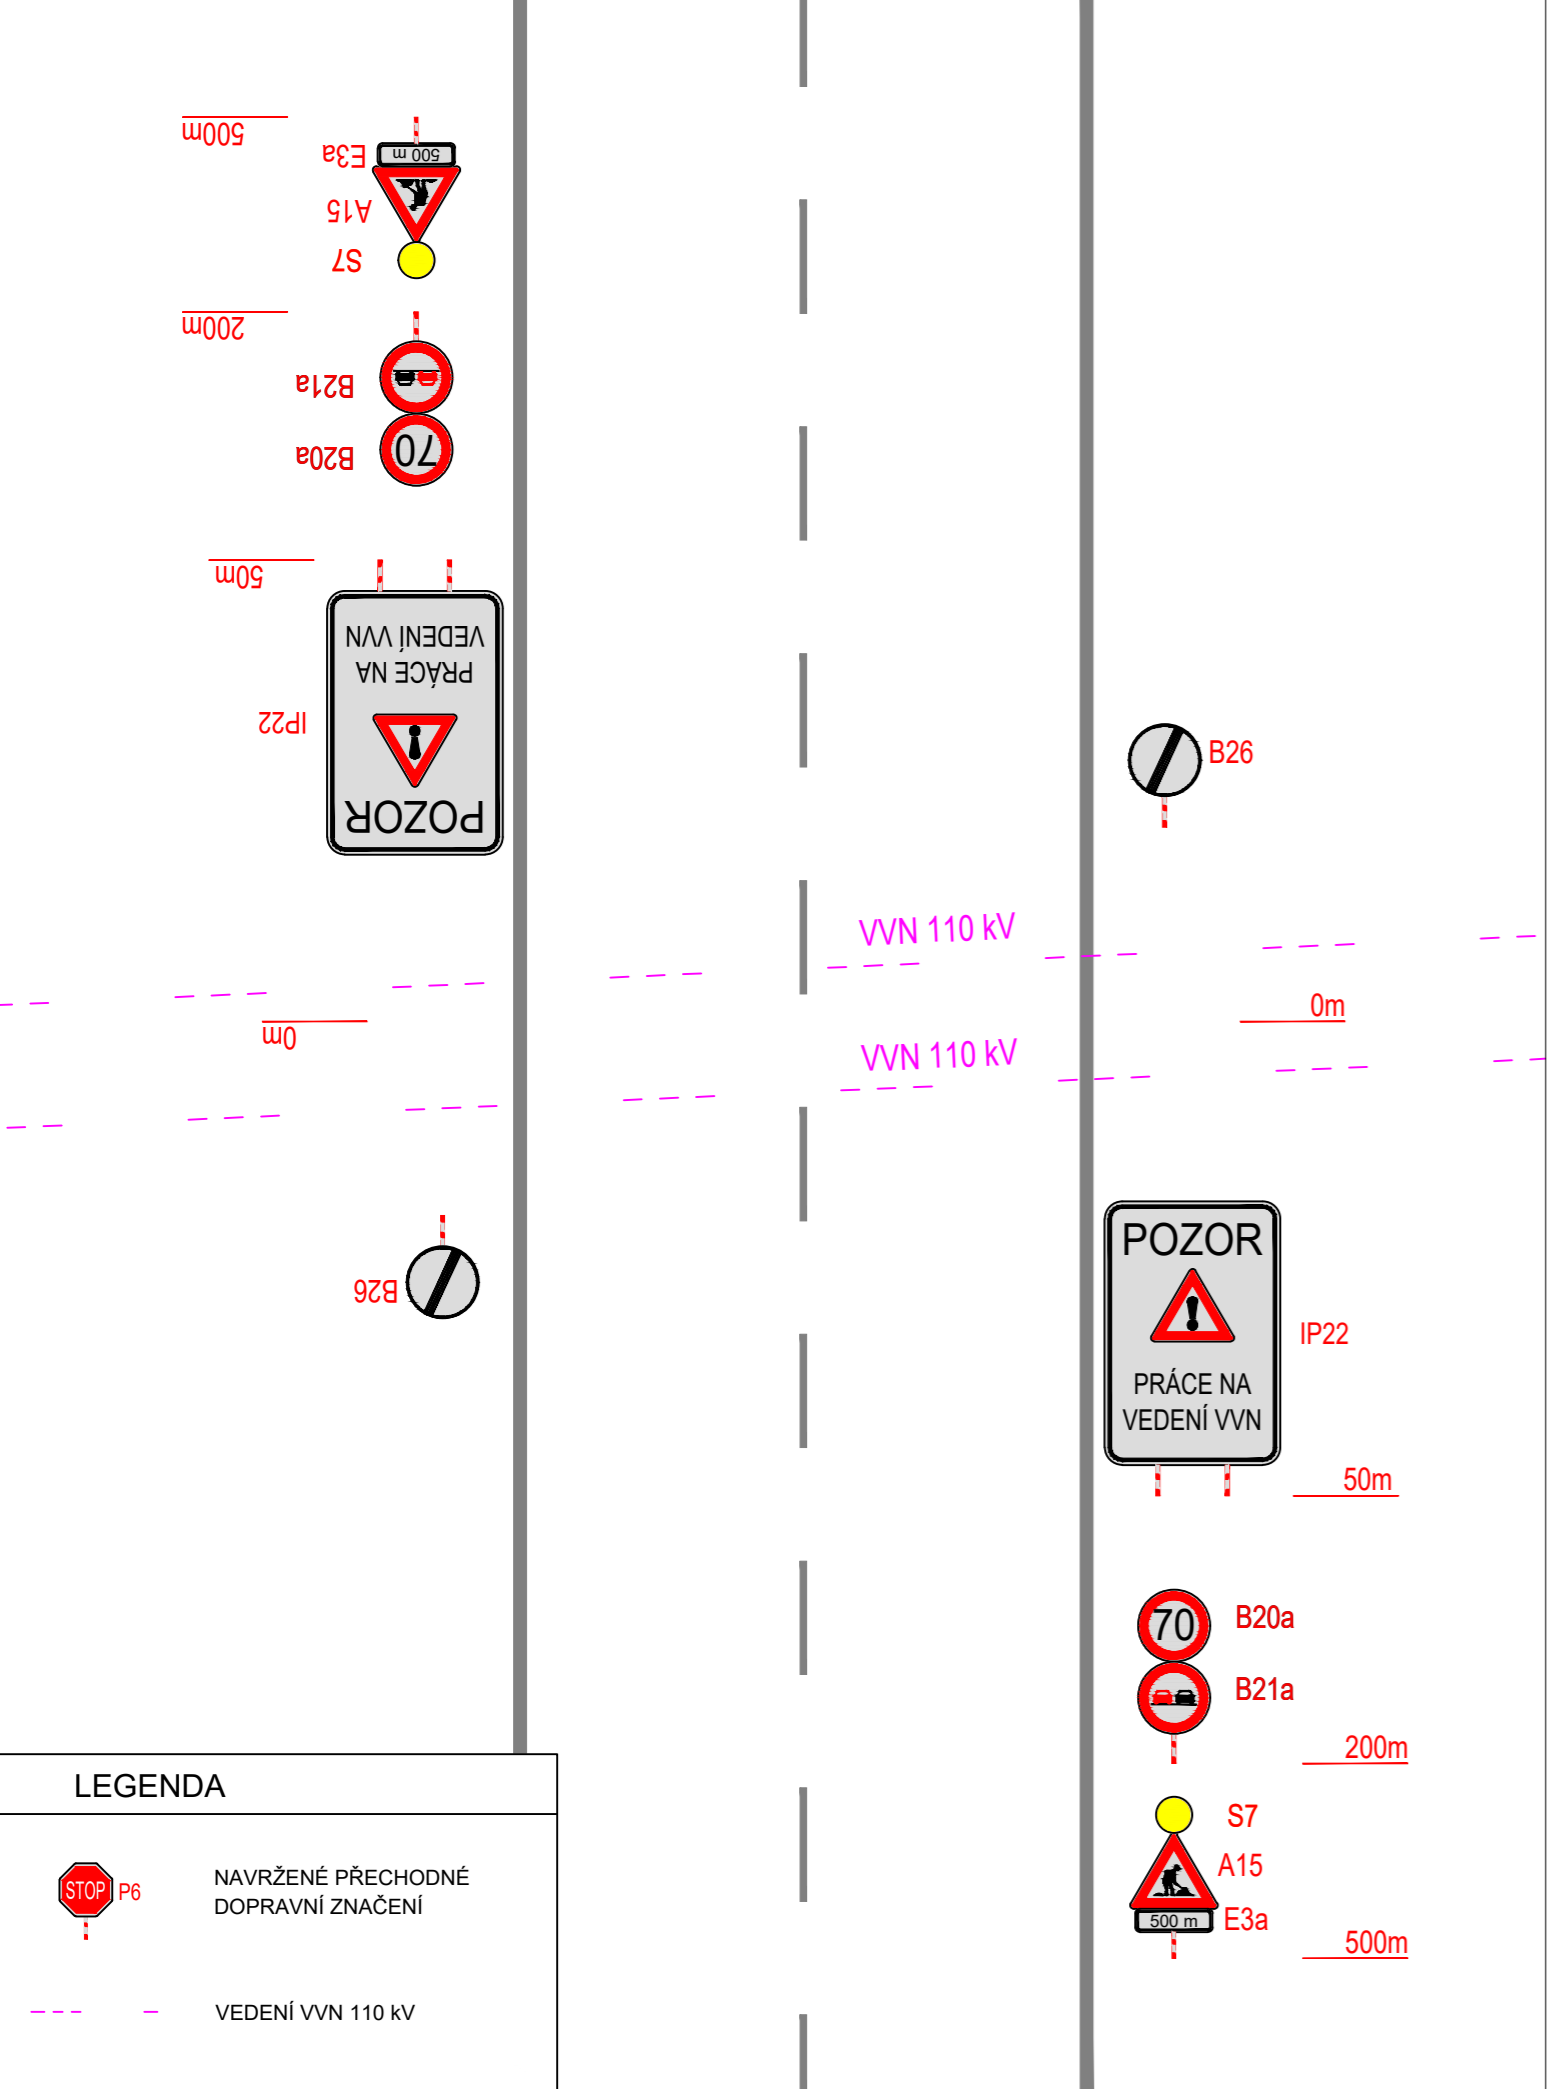 500m
E3a
500 m
A15
S7
200m
B21a
B20a
70
50m
VEDENÍ VVN
PRÁCE NA
IP22
POZOR
B26
VVN 110 kV
0m
0m
VVN 110 kV
B26
POZOR
IP22
PRÁCE NA
VEDENÍ VVN
50m
70
B20a
B21a
200m
S7
A15
500 m
E3a
500m
LEGENDA
STOP
P6
NAVRŽENÉ PŘECHODNÉ
DOPRAVNÍ ZNAČENÍ
VEDENÍ VVN 110 kV